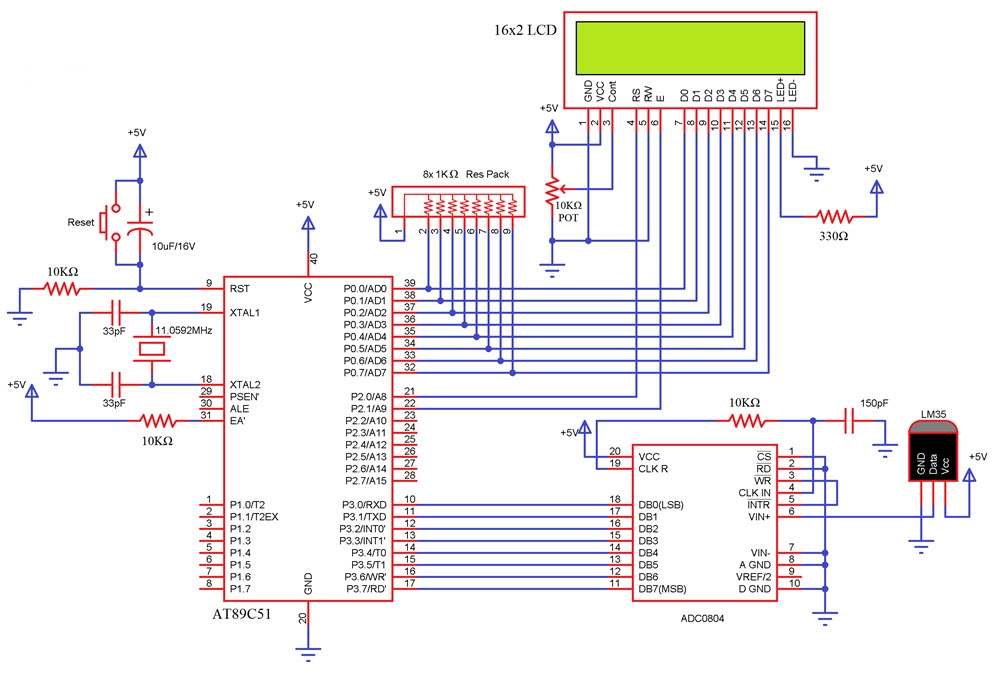 16x2 LCD
GND
VCC
Cont
RS
RW
E
D0
D1
D2
D3
D4
D5
D6
D7
LED+
LED-
1
2
3
4
5
6
7
8
9
10
11
12
13
14
15
16
+5V
10KΩ
POT
+5V
330Ω
+5V
Reset
+
10uF/16V
10KΩ
33pF
11.0592MHz
33pF
+5V
10KΩ
+5V
8x 1KΩ Res Pack
+5V
1
2
3
4
5
6
7
8
9
40
VCC
9 RST
19 XTAL1
18 XTAL2
29 PSEN'
30 ALE
31 EA'
1 P1.0/T2
2 P1.1/T2EX
3 P1.2
4 P1.3
5 P1.4
6 P1.5
7 P1.6
8 P1.7
P0.0/AD0 39
P0.1/AD1 38
P0.2/AD2 37
P0.3/AD3 36
P0.4/AD4 35
P0.5/AD5 34
P0.6/AD6 33
P0.7/AD7 32
P2.0/A8 21
P2.1/A9 22
P2.2/A10 23
P2.3/A11 24
P2.4/A12 25
P2.5/A13 26
P2.6/A14 27
P2.7/A15 28
P3.0/RXD 10
P3.1/TXD 11
P3.2/INT0' 12
P3.3/INT1' 13
P3.4/T0 14
P3.5/T1 15
P3.6/WR' 16
P3.7/RD' 17
GND
20
AT89C51
10KΩ
150pF
+5V
20 VCC
19 CLK R
18 DB0(LSB)
17 DB1
16 DB2
15 DB3
14 DB4
13 DB5
12 DB6
11 DB7(MSB)
CS 1
RD 2
WR 3
CLK IN 4
INTR 5
VIN+ 6
VIN- 7
A GND 8
VREF/2 9
D GND 10
ADC0804
LM35
GND
Data
Vcc
+5V